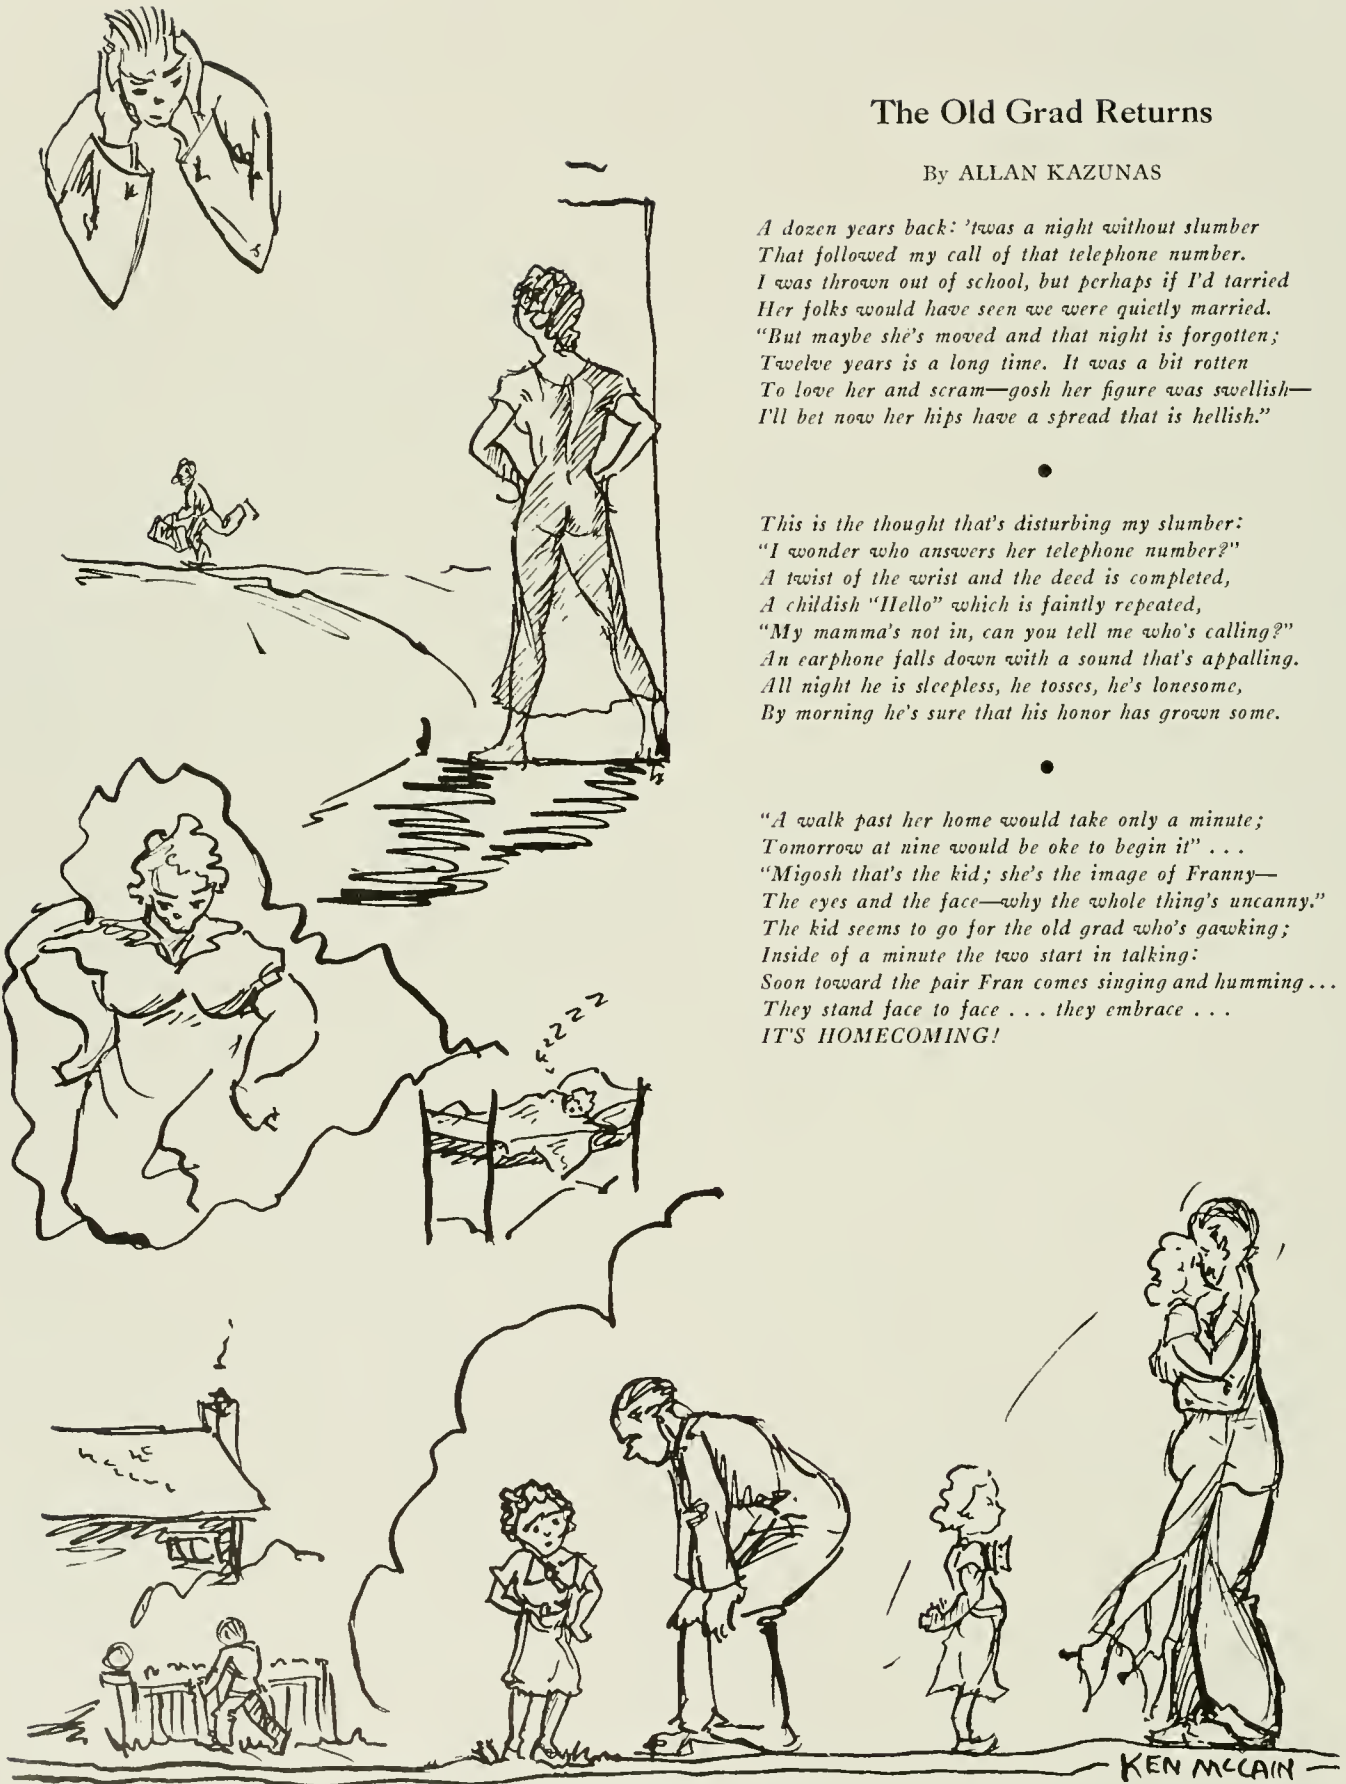 The Old Grad Returns
By ALLAN KAZUNAS
A dozen years back: 'twas a night without slumber
That followed my call of that telephone number.
I was thrown out of school, but perhaps if I'd tarried
Her folks would have seen we were quietly married.
“But maybe she's moved and that night is forgotten;
Twelve years is a long time. It was a bit rotten
To love her and scram—gosh her figure was swellish—
I'll bet now her hips have a spread that is hellish.”
This is the thought that's disturbing my slumber:
“I wonder who answers her telephone number?”
A twist of the wrist and the deed is completed,
A childish “Hello” which is faintly repeated,
“My mamma's not in, can you tell me who's calling?”
An earphone falls down with a sound that's appalling.
All night he is sleepless, he tosses, he's lonesome,
By morning he's sure that his honor has grown some.
“A walk past her home would take only a minute;
Tomorrow at nine would be oke to begin it” . . .
“Migosh that's the kid; she's the image of Franny—
The eyes and the face—why the whole thing's uncanny.”
The kid seems to go for the old grad who's gawking;
Inside of a minute the two start in talking:
Soon toward the pair Fran comes singing and humming . . .
They stand face to face . . . they embrace . . .
IT'S HOMECOMING!
zzzzz
KEN McCAIN